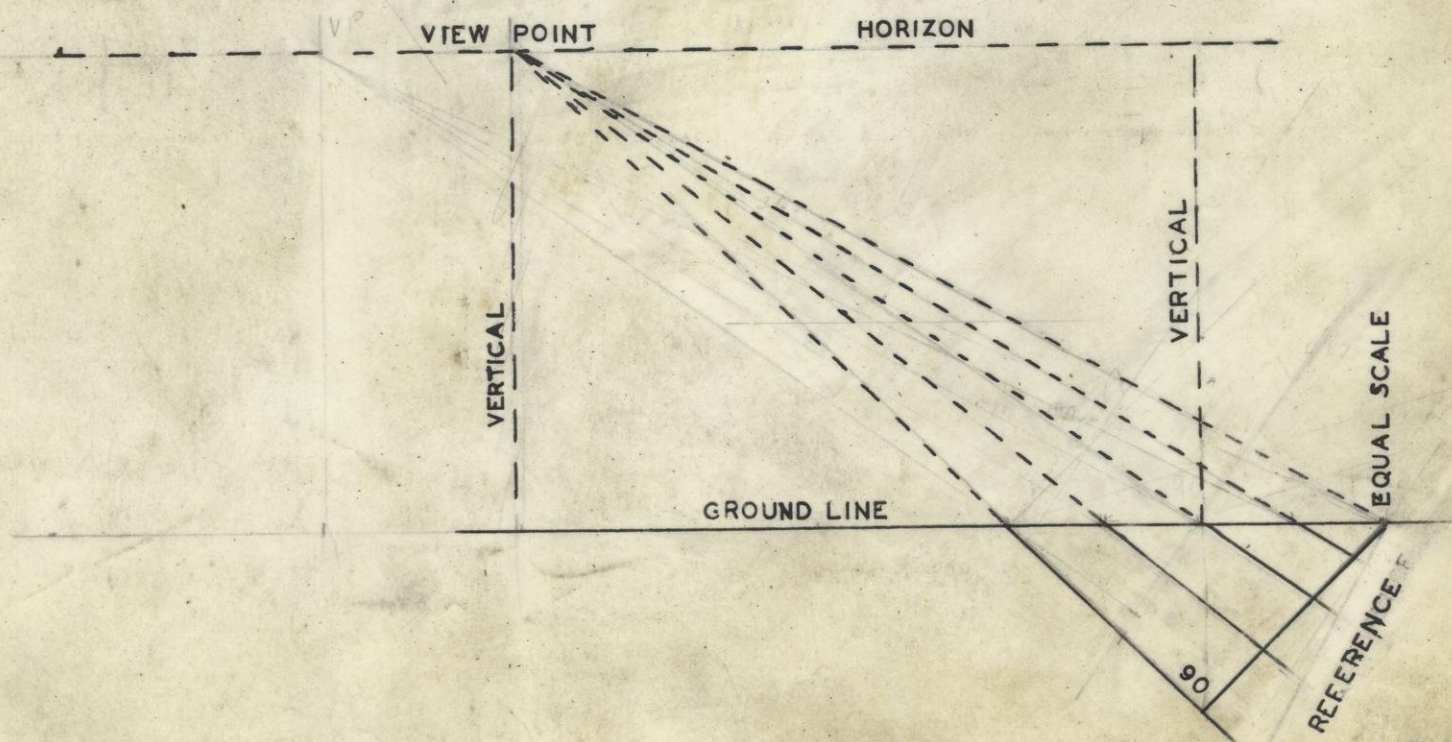 VP
VIEW POINT
HORIZON
VERTICAL
VERTICAL
EQUAL SCALE
GROUND LINE
90
REFERENCE